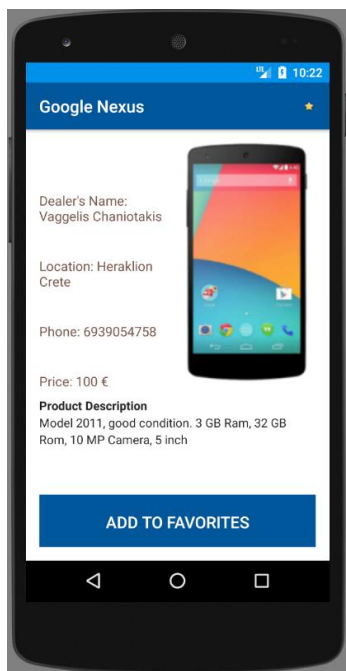 LTE 10:22
Google Nexus
Dealer's Name:
Vaggelis Chaniotakis
Location: Heraklion
Crete
Phone: 6939054758
Price: 100 €
Product Description
Model 2011, good condition. 3 GB Ram, 32 GB
Rom, 10 MP Camera, 5 inch
ADD TO FAVORITES